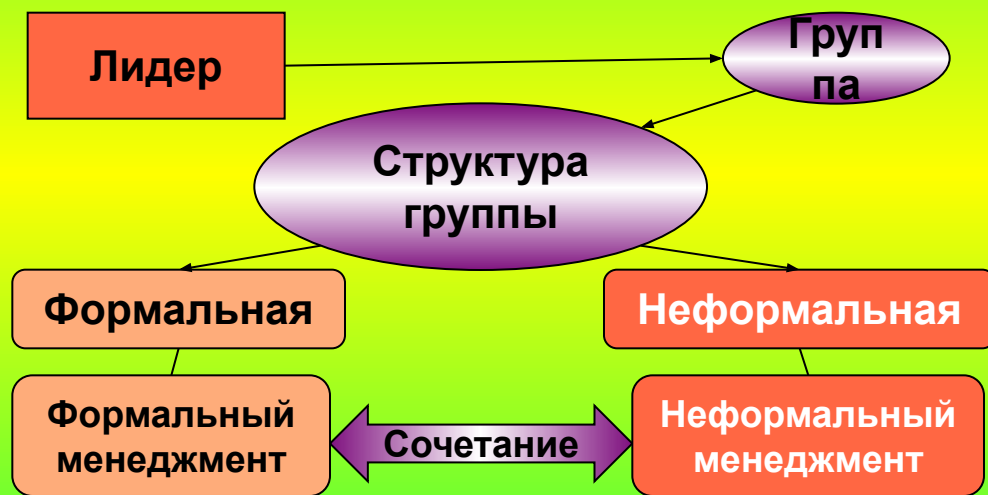 Лидер
Груп
па
Структура
группы
Формальная
Неформальная
Формальный
менеджмент
Сочетание
Неформальный
менеджмент